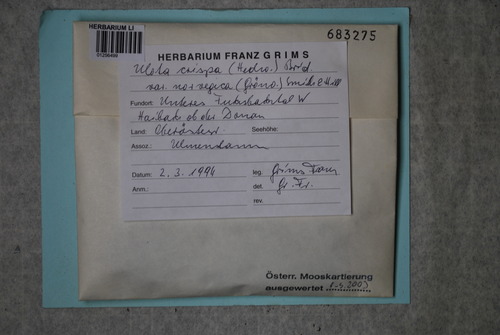 HERBARIUM LI
683275
HERBARIUM FRANZ GRIMS
Ulota crispa (Hedw.) Brid
var. norvegica (Grönv.) Smith & Hill
Fundort: Unteres W
Haibach ob der Donau
Land: Oberösterr. Seehöhe:
Assoz.: Ulmenstamm
Datum: 2. 3. 1994 leg. Grims Franz
Anm.: det. Gr. Fr.
rev.
Österr. Mooskartierung
ausgewertet